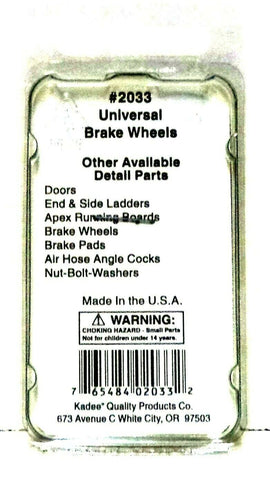 #2033
Universal
Brake Wheels
Other Available
Detail Parts
Doors
End & Side Ladders
Apex Running Boards
Brake Wheels
Brake Pads
Air Hose Angle Cocks
Nut-Bolt-Washers
Made In the U.S.A.
⚠ WARNING:
CHOKING HAZARD - Small Parts
Not for children under 14 years.
7 65484 02033 2
Kadee® Quality Products Co.
673 Avenue C White City, OR 97503